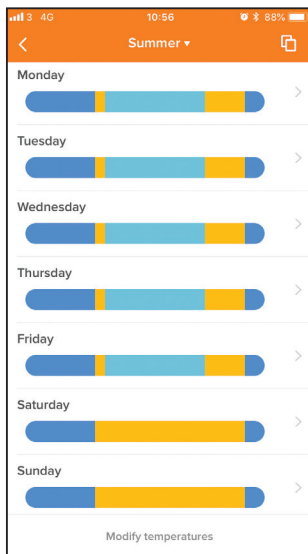 3 4G 10:56 88%
Summer
Monday
Tuesday
Wednesday
Thursday
Friday
Saturday
Sunday
Modify temperatures